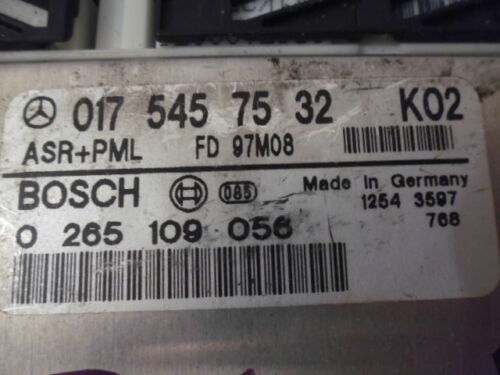 017 545 75 32 K02
ASR+PML FD 97M08
BOSCH 085 Made in Germany
1254 3597
0 265 109 056 768